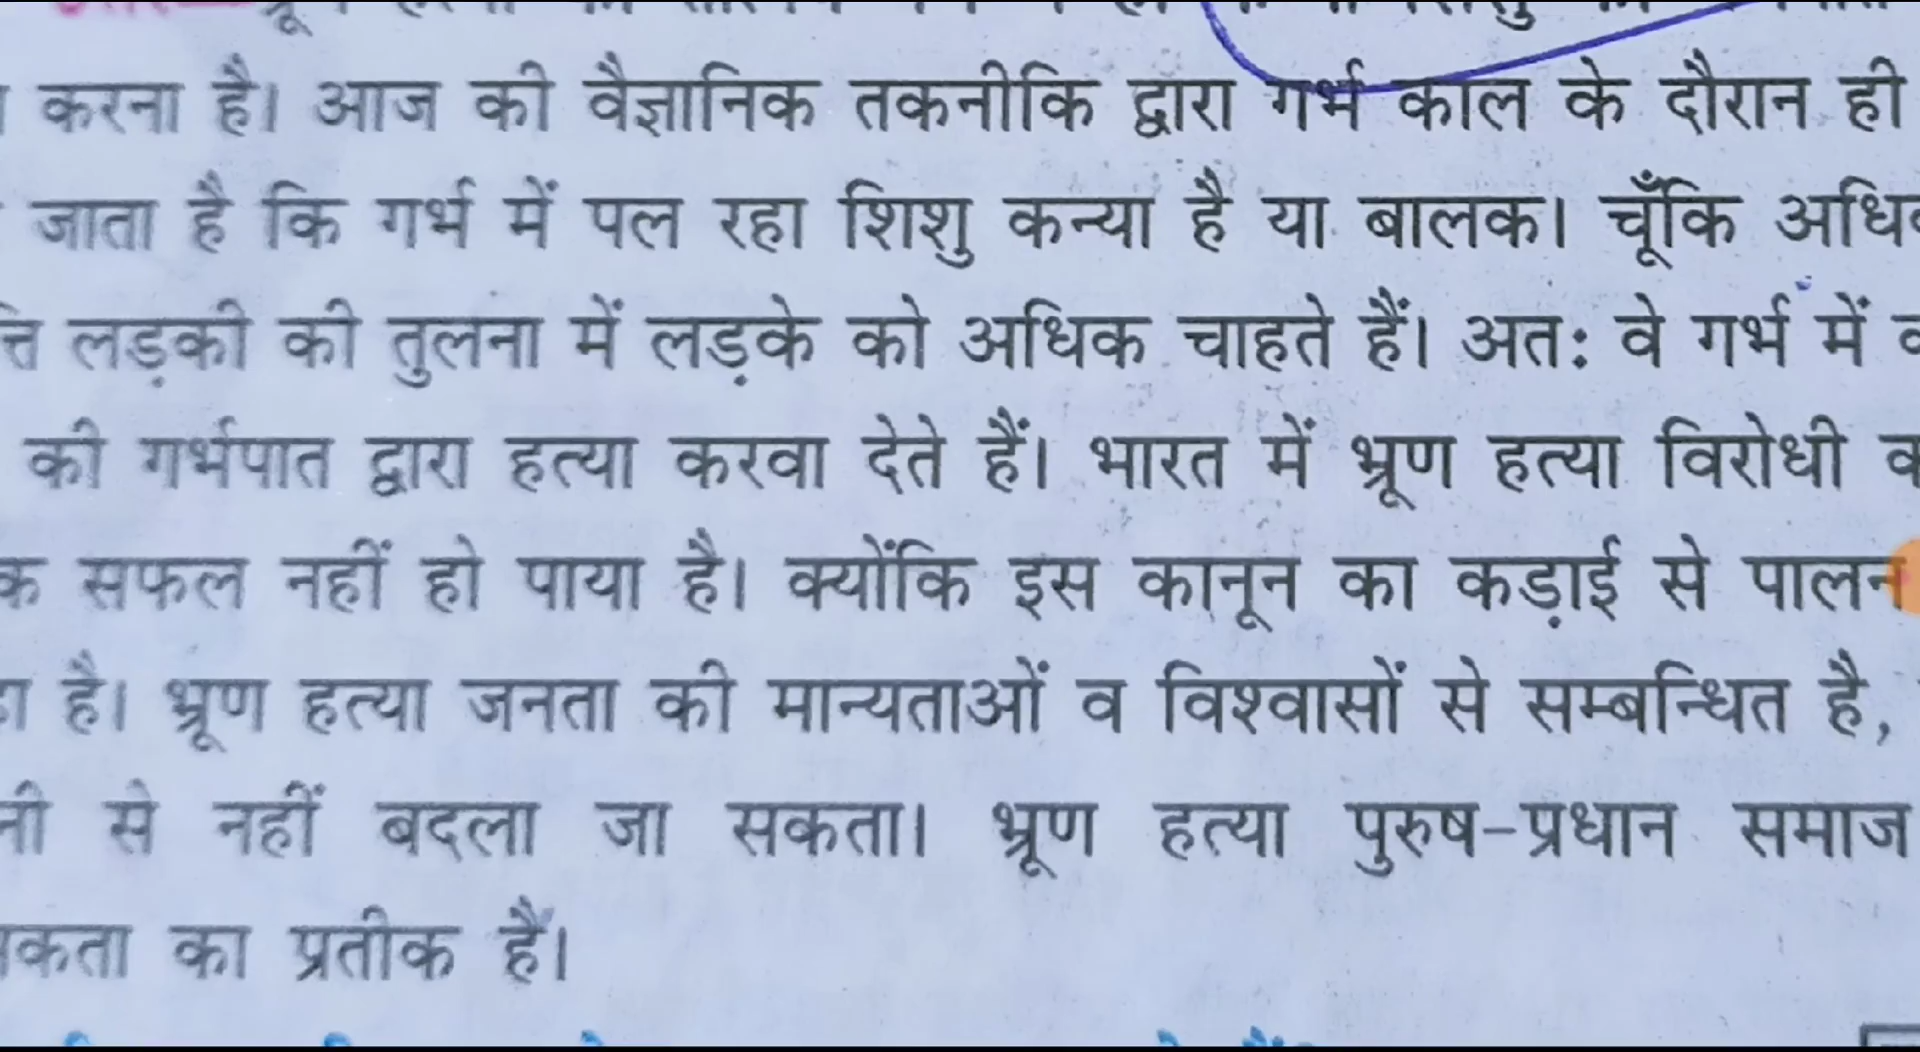 करना है। आज की वैज्ञानिक तकनीकि द्वारा गर्भ काल के दौरान ही
जाता है कि गर्भ में पल रहा शिशु कन्या है या बालक। चूँकि
लड़की की तुलना में लड़के को अधिक चाहते हैं। अतः वे गर्भ में
की गर्भपात द्वारा हत्या करवा देते हैं। भारत में भ्रूण हत्या विरोधी
सफल नहीं हो पाया है। क्योंकि इस कानून का कड़ाई से पालन
है। भ्रूण हत्या जनता की मान्यताओं व विश्वासों से सम्बन्धित है,
से नहीं बदला जा सकता। भ्रूण हत्या पुरुष-प्रधान समाज
का प्रतीक है।